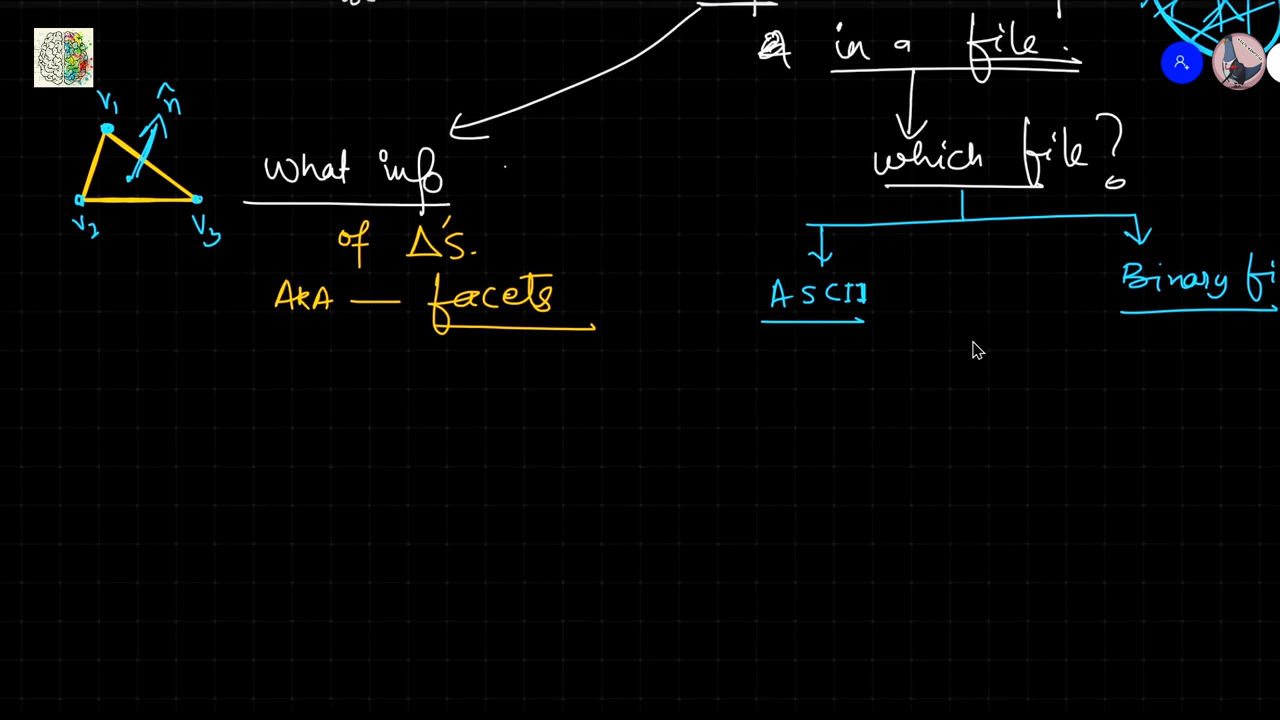 in a file?
which file?
ASCII
Binary fi
v1
n̂
v2
v3
What info
of Δ's.
AKA — facets